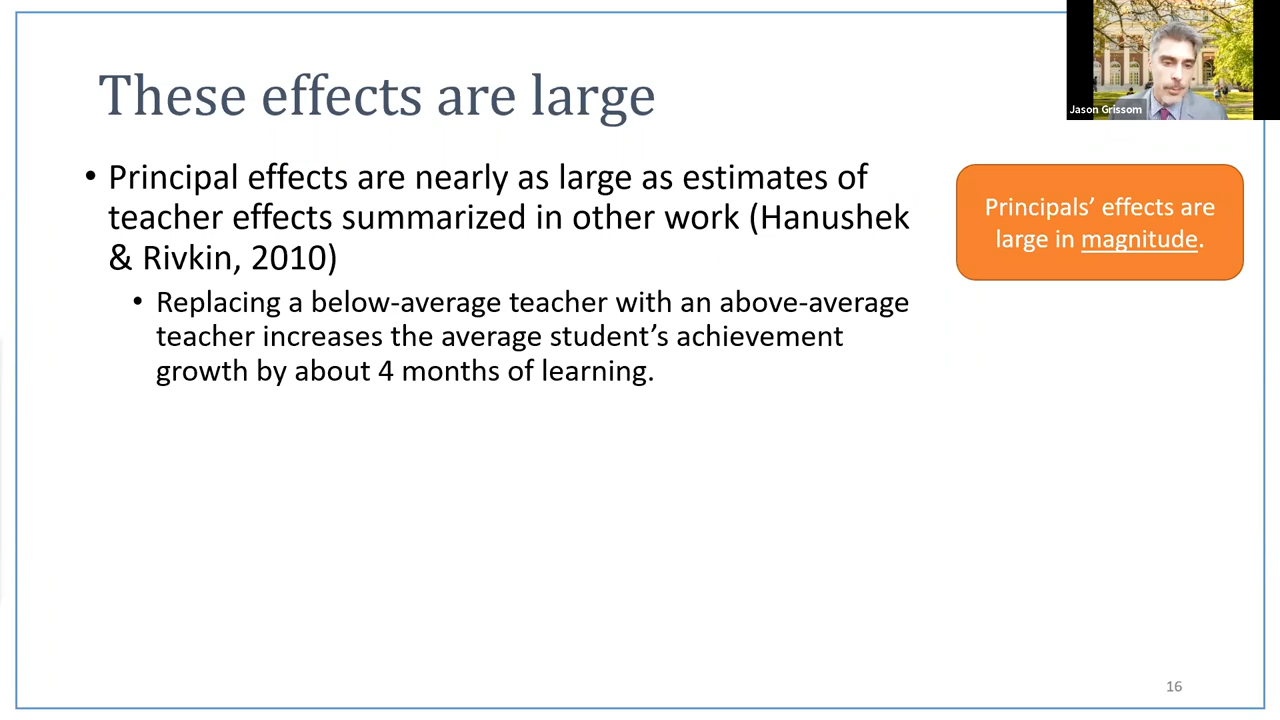 These effects are large
• Principal effects are nearly as large as estimates of
teacher effects summarized in other work (Hanushek
& Rivkin, 2010)
• Replacing a below-average teacher with an above-average
teacher increases the average student’s achievement
growth by about 4 months of learning.
Principals’ effects are
large in magnitude.
Jason Grissom
16